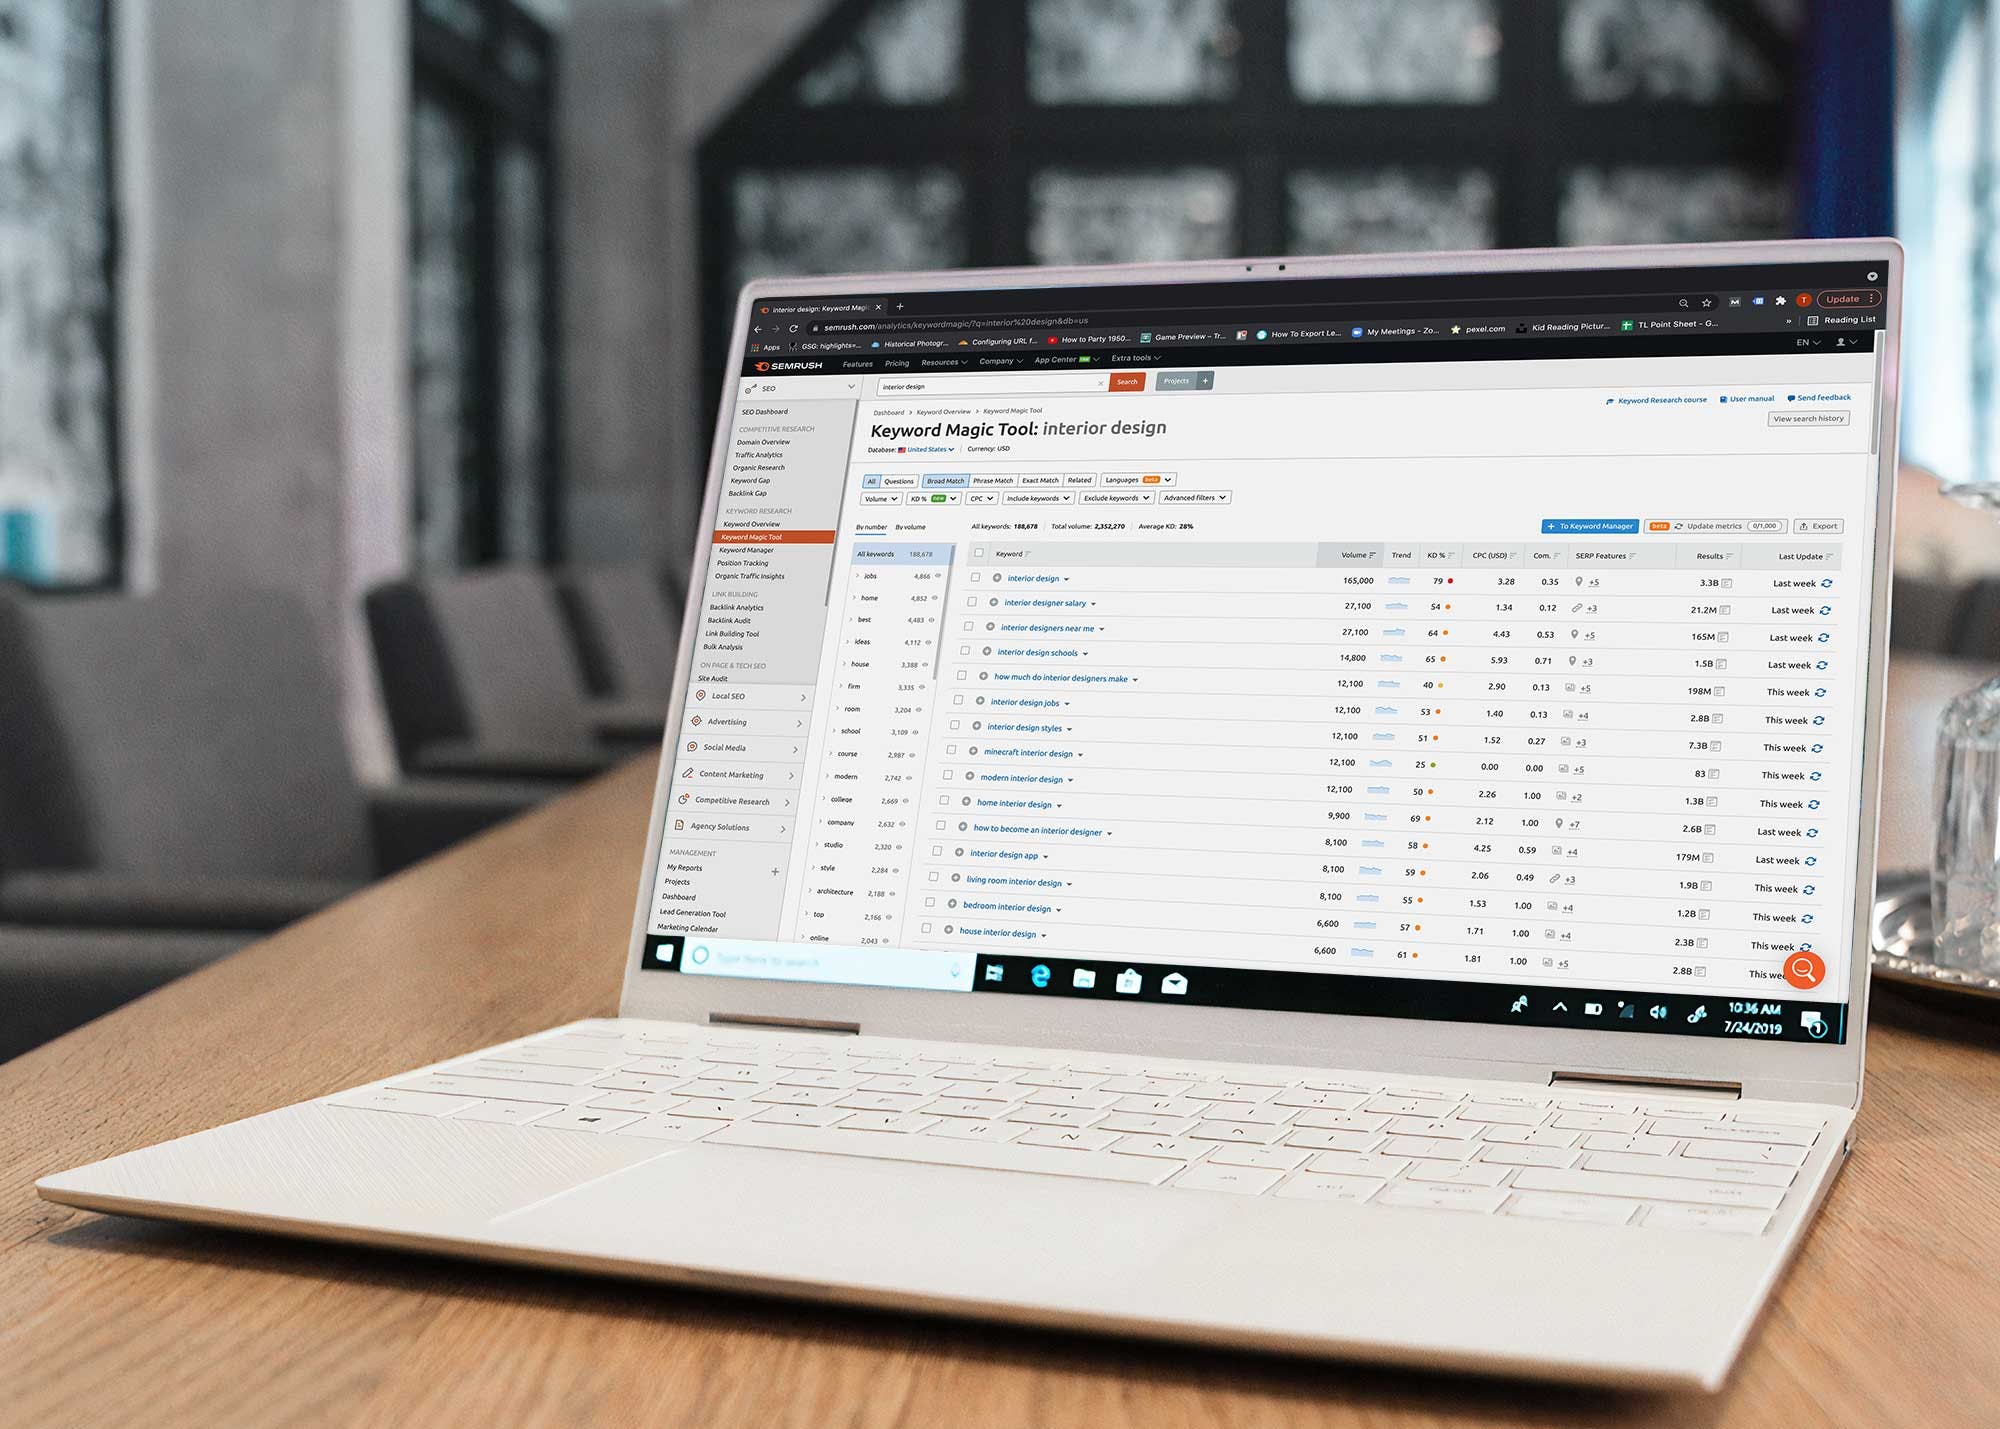 interior design: Keyword Magic
semrush.com/analytics/keywordmagic/?q=interior%20design&db=us
T Update
Apps GSG: highlights=... Historical Photogr... Configuring URL f... How to Party 1950... Game Preview – Tr... How To Export Le... My Meetings - Zo... pexel.com Kid Reading Pictur... TL Point Sheet - G... » Reading List
SEMRUSH Features Pricing Resources Company App Center Extra tools EN
SEO
interior design Search Projects +
SEO Dashboard
COMPETITIVE RESEARCH
Domain Overview
Traffic Analytics
Organic Research
Keyword Gap
Backlink Gap
KEYWORD RESEARCH
Keyword Overview
Keyword Magic Tool
Keyword Manager
Position Tracking
Organic Traffic Insights
LINK BUILDING
Backlink Analytics
Backlink Audit
Link Building Tool
Bulk Analysis
ON PAGE & TECH SEO
Site Audit
Local SEO
Advertising
Social Media
Content Marketing
Competitive Research
Agency Solutions
MANAGEMENT
My Reports
Projects
Dashboard
Lead Generation Tool
Marketing Calendar
Dashboard > Keyword Overview > Keyword Magic Tool
Keyword Research course User manual Send feedback
Keyword Magic Tool: interior design
View search history
Database: United States Currency: USD
All Questions Broad Match Phrase Match Exact Match Related Languages beta
Volume KD % new CPC Include keywords Exclude keywords Advanced filters
By number By volume
All keywords: 188,678 Total volume: 2,352,270 Average KD: 28%
+ To Keyword Manager beta Update metrics 0/1,000 Export
All keywords 188,678
jobs 4,866
home 4,852
best 4,483
ideas 4,112
house 3,388
firm 3,335
room 3,204
school 3,109
course 2,987
modern 2,742
college 2,669
company 2,632
studio 2,320
style 2,284
architecture 2,188
top 2,166
online 2,043
Keyword Volume Trend KD % CPC (USD) Com. SERP Features Results Last Update
interior design 165,000 79 3.28 0.35 +5 3.3B Last week
interior designer salary 27,100 54 1.34 0.12 +3 21.2M Last week
interior designers near me 27,100 64 4.43 0.53 +5 165M Last week
interior design schools 14,800 65 5.93 0.71 +3 1.5B Last week
how much do interior designers make 12,100 40 2.90 0.13 +5 198M This week
interior design jobs 12,100 53 1.40 0.13 +4 2.8B This week
interior design styles 12,100 51 1.52 0.27 +3 7.3B This week
minecraft interior design 12,100 25 0.00 0.00 +5 83 This week
modern interior design 12,100 50 2.26 1.00 +2 1.3B This week
home interior design 9,900 69 2.12 1.00 +7 2.6B Last week
how to become an interior designer 8,100 58 4.25 0.59 +4 179M Last week
interior design app 8,100 59 2.06 0.49 +3 1.9B This week
living room interior design 8,100 55 1.53 1.00 +4 1.2B This week
bedroom interior design 6,600 57 1.71 1.00 +4 2.3B This week
house interior design 6,600 61 1.81 1.00 +5 2.8B This wee
Type here to search
10:36 AM
7/24/2019
1